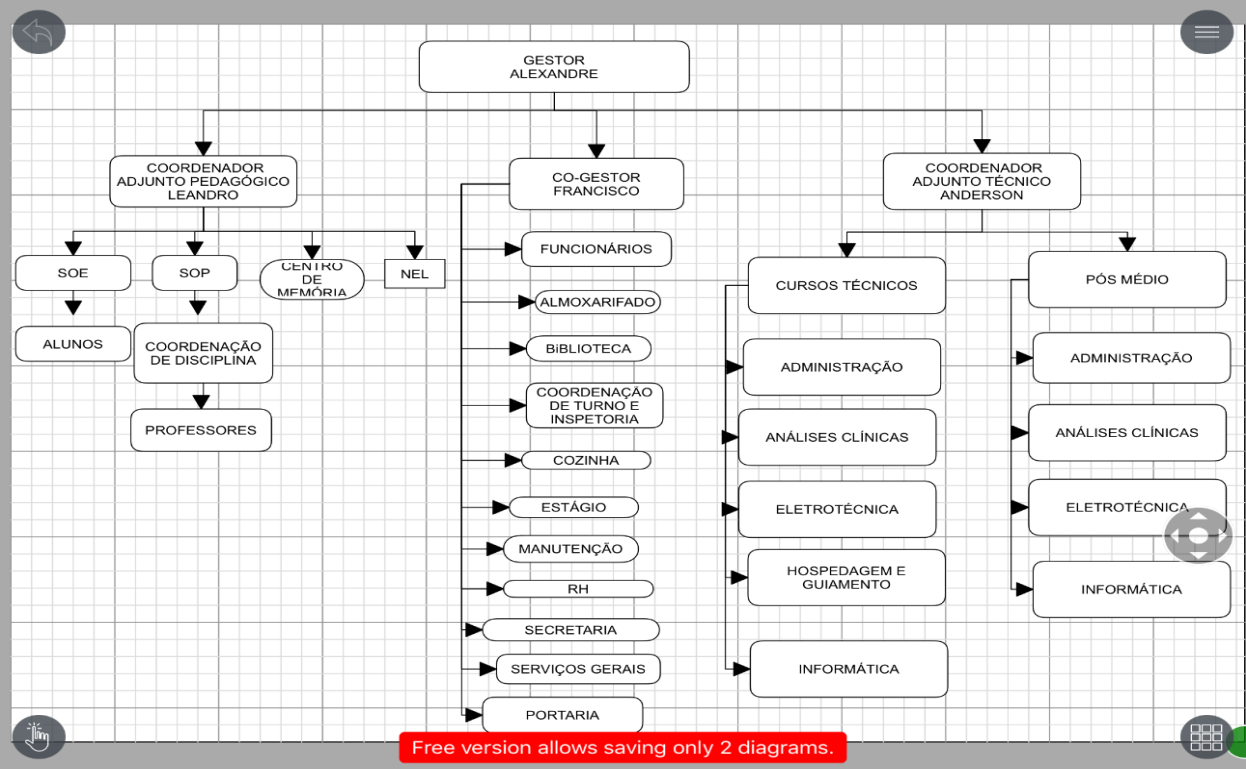 GESTOR
ALEXANDRE
COORDENADOR
ADJUNTO PEDAGÓGICO
LEANDRO
CO-GESTOR
FRANCISCO
COORDENADOR
ADJUNTO TÉCNICO
ANDERSON
SOE
SOP
CENTRO
DE
MEMÓRIA
NEL
ALUNOS
COORDENAÇÃO
DE DISCIPLINA
PROFESSORES
FUNCIONÁRIOS
ALMOXARIFADO
BiBLIOTECA
COORDENAÇÃO
DE TURNO E
INSPETORIA
COZINHA
ESTÁGIO
MANUTENÇÃO
RH
SECRETARIA
SERVIÇOS GERAIS
PORTARIA
CURSOS TÉCNICOS
ADMINISTRAÇÃO
ANÁLISES CLÍNICAS
ELETROTÉCNICA
HOSPEDAGEM E
GUIAMENTO
INFORMÁTICA
PÓS MÉDIO
ADMINISTRAÇÃO
ANÁLISES CLÍNICAS
ELETROTÉCNICA
INFORMÁTICA
Free version allows saving only 2 diagrams.